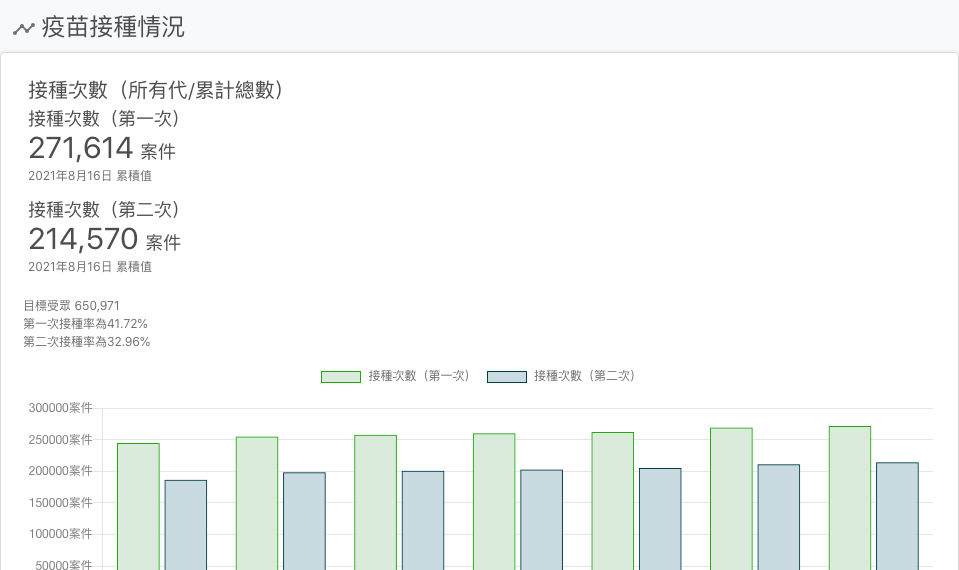 疫苗接種情況
接種次數（所有代/累計總數）
接種次數（第一次）
271,614 案件
2021年8月16日 累積值
接種次數（第二次）
214,570 案件
2021年8月16日 累積值
目標受眾 650,971
第一次接種率為41.72%
第二次接種率為32.96%
接種次數（第一次） 接種次數（第二次）
300000案件
250000案件
200000案件
150000案件
100000案件
50000案件